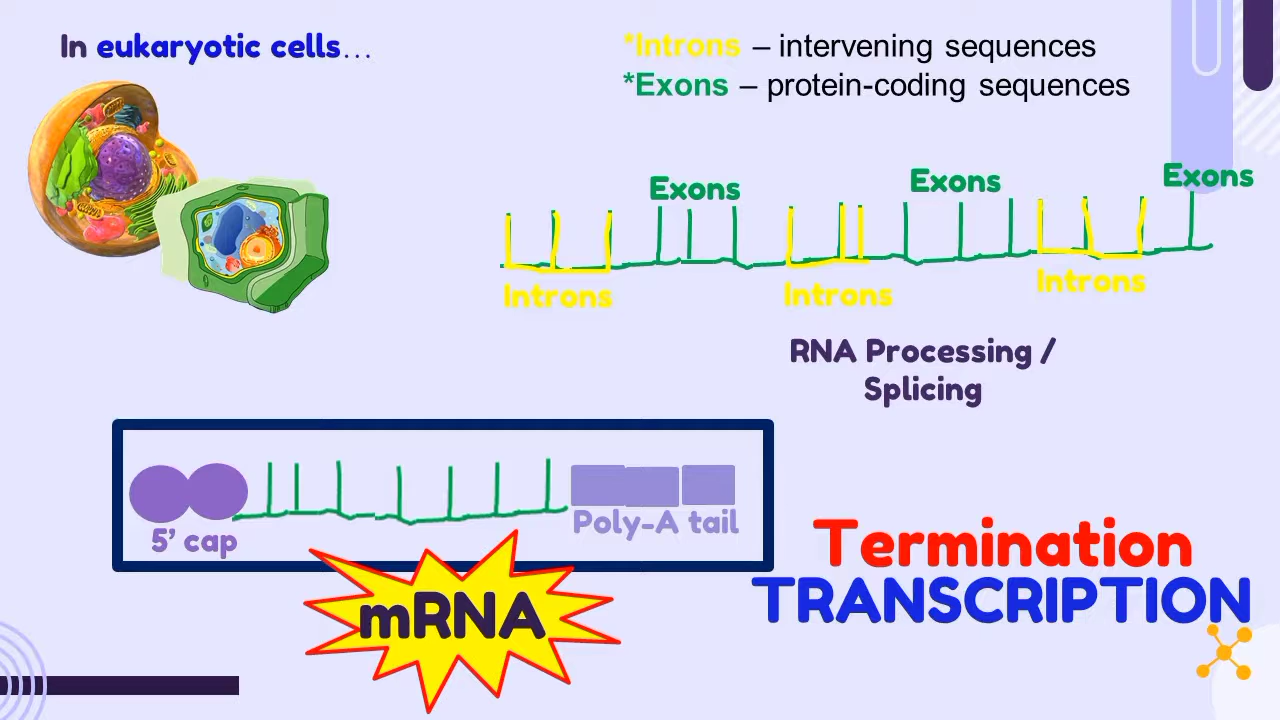 In eukaryotic cells...
*Introns – intervening sequences
*Exons – protein-coding sequences
Exons
Exons
Exons
Introns
Introns
Introns
RNA Processing /
Splicing
5’ cap
Poly-A tail
mRNA
Termination
TRANSCRIPTION